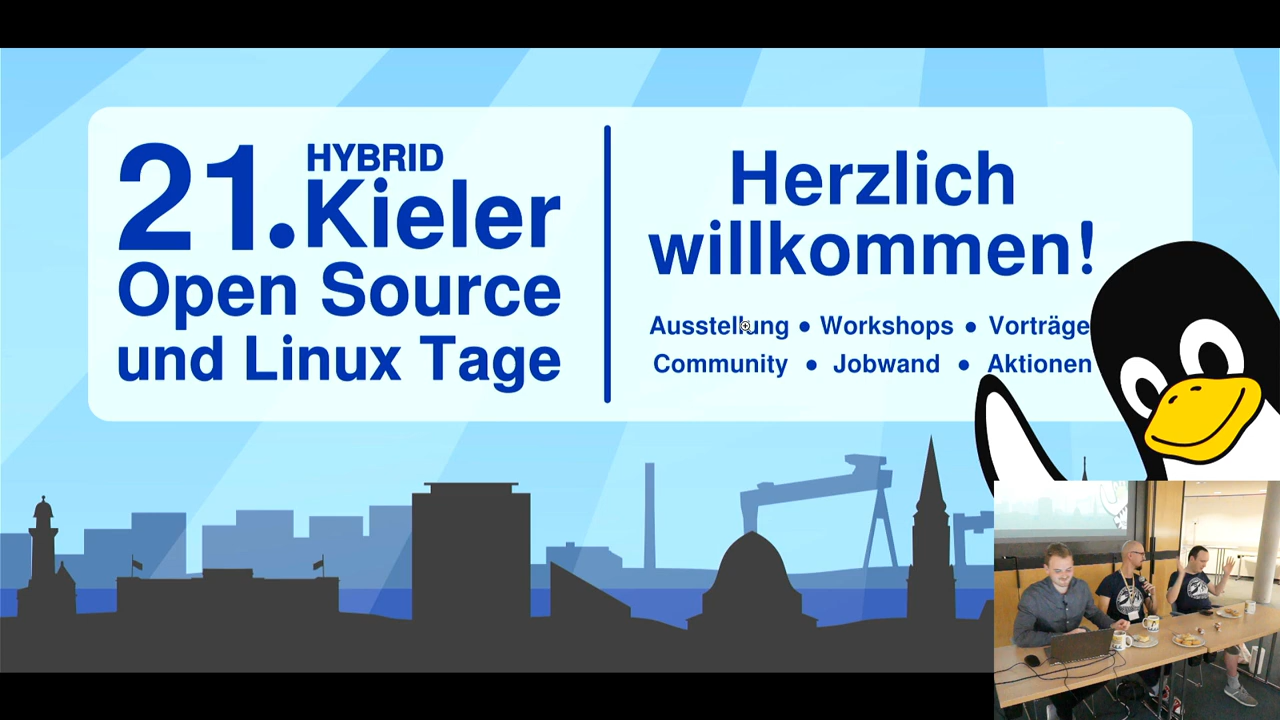 21.
HYBRID
Kieler
Open Source
und Linux Tage
Herzlich
willkommen!
Ausstellung • Workshops • Vorträge
Community • Jobwand • Aktionen